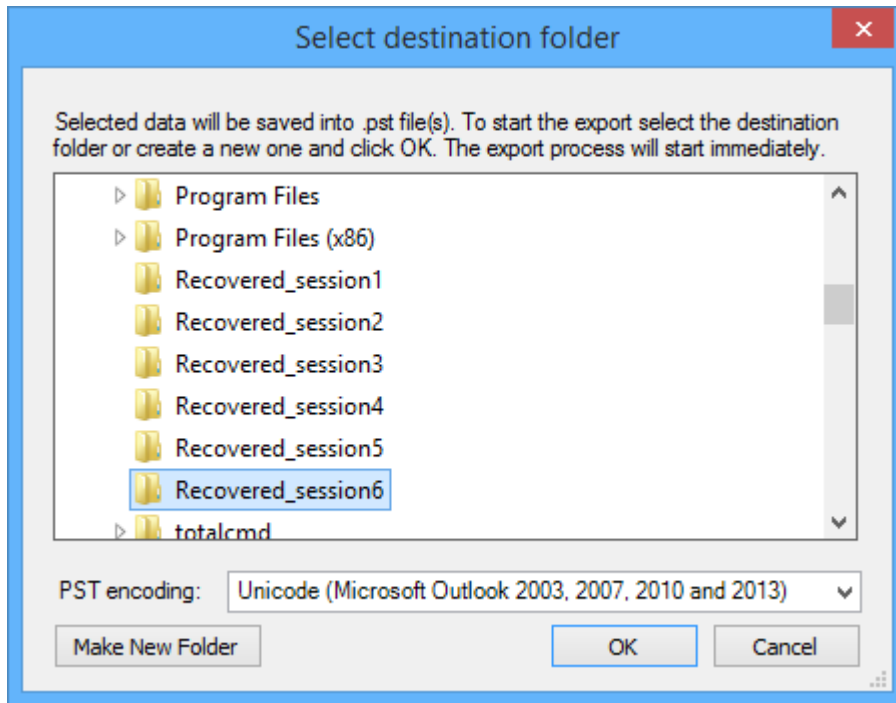 Select destination folder
Selected data will be saved into .pst file(s). To start the export select the destination
folder or create a new one and click OK. The export process will start immediately.
Program Files
Program Files (x86)
Recovered_session1
Recovered_session2
Recovered_session3
Recovered_session4
Recovered_session5
Recovered_session6
totalcmd
PST encoding: Unicode (Microsoft Outlook 2003, 2007, 2010 and 2013)
Make New Folder OK Cancel